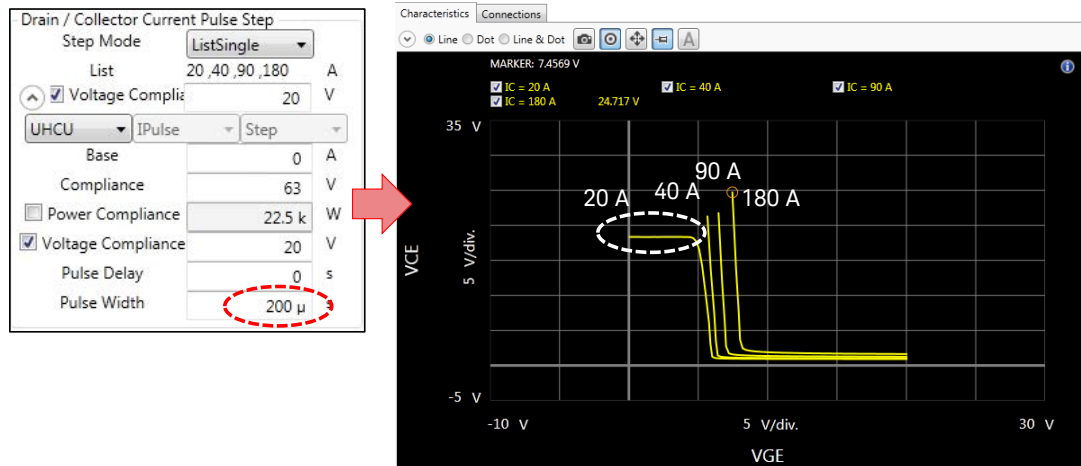 Drain / Collector Current Pulse Step
Step Mode ListSingle
List 20 ,40 ,90 ,180 A
Voltage Complia 20 V
UHCU IPulse Step
Base 0 A
Compliance 63 V
Power Compliance 22.5 k W
Voltage Compliance 20 V
Pulse Delay 0 s
Pulse Width 200 µ s
Characteristics Connections
Line Dot Line & Dot A
MARKER: 7.4569 V
IC = 20 A IC = 40 A IC = 90 A
IC = 180 A 24.717 V
35 V
90 A
20 A 40 A 180 A
VCE
5 V/div.
-5 V
-10 V 5 V/div. 30 V
VGE